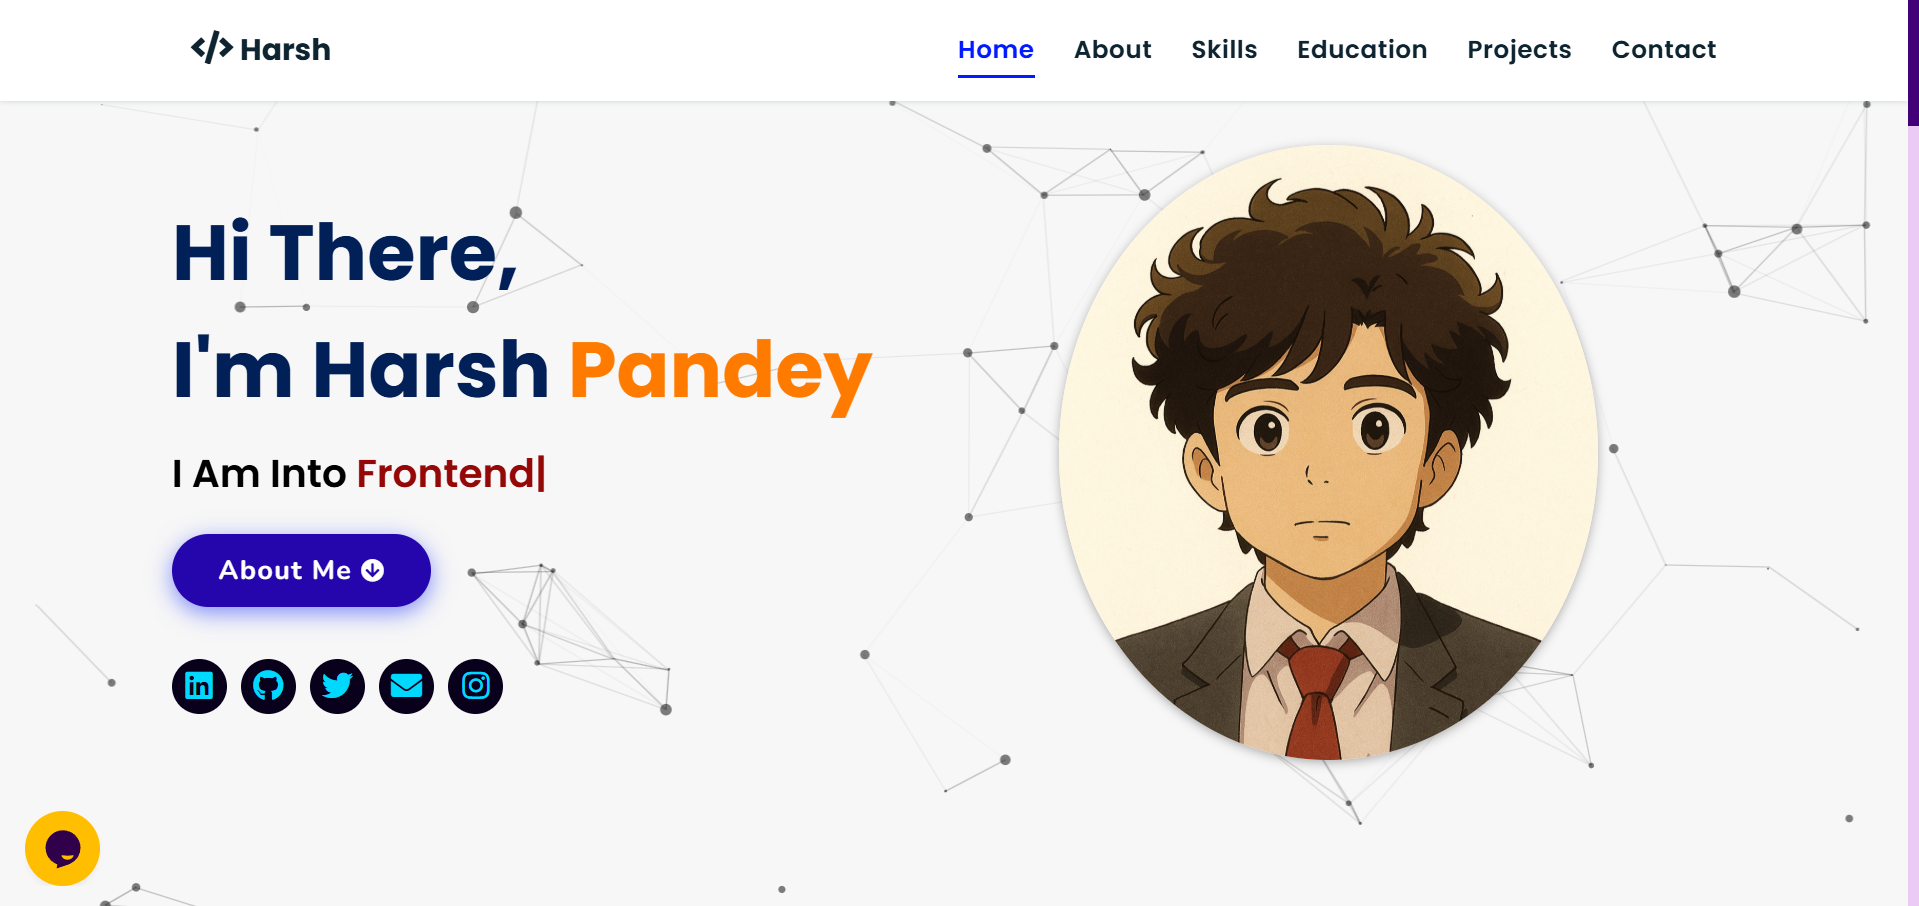 </> Harsh
Home About Skills Education Projects Contact
Hi There,
I'm Harsh Pandey
I Am Into Frontend|
About Me